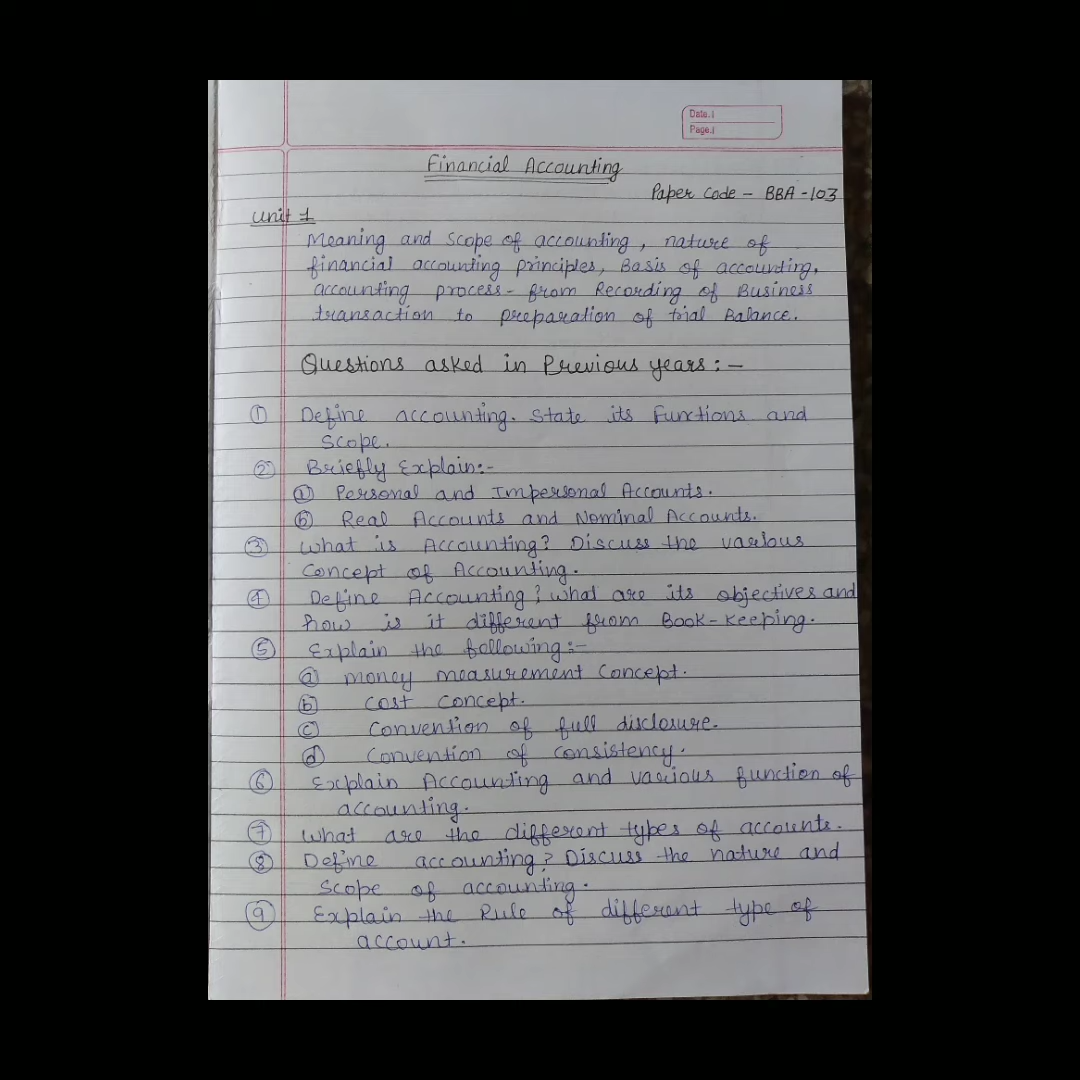 Date.:
Page.:
Financial Accounting
Paper Code - BBA -103
Unit 1
Meaning and Scope of accounting, nature of
financial accounting principles, Basis of accounting,
accounting process- from Recording of Business
transaction to preparation of trial Balance.
Questions asked in Previous years : -
① Define accounting. State its Functions and
Scope.
② Briefly Explain:-
ⓐ Personal and Impersonal Accounts.
ⓑ Real Accounts and Nominal Accounts.
③ What is Accounting? Discuss the various
Concept of Accounting.
④ Define Accounting? what are its objectives and
how is it different from Book-Keeping.
⑤ Explain the following:-
ⓐ money measurement Concept.
ⓑ Cost Concept.
ⓒ Convention of full disclosure.
ⓓ Convention of consistency.
⑥ Explain Accounting and various function of
accounting.
⑦ What are the different types of accounts.
⑧ Define accounting? Discuss the nature and
Scope of accounting.
⑨ Explain the Rule of different type of
account.